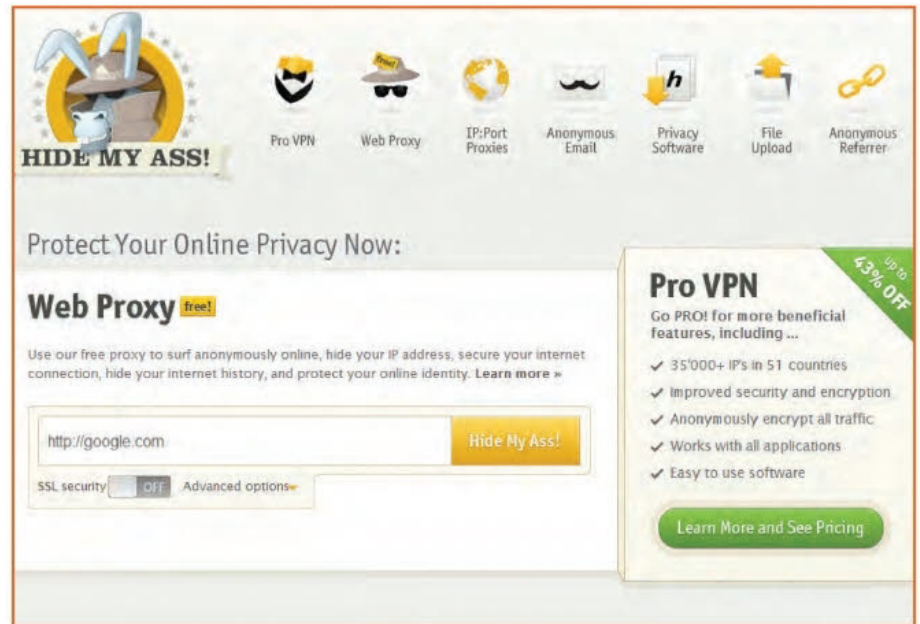 HIDE MY ASS!
Pro VPN
free!
Web Proxy
IP:Port
Proxies
Anonymous
Email
h
Privacy
Software
File
Upload
Anonymous
Referrer
Protect Your Online Privacy Now:
Web Proxy free!
Use our free proxy to surf anonymously online, hide your IP address, secure your internet
connection, hide your internet history, and protect your online identity. Learn more »
http://google.com
Hide My Ass!
SSL security OFF Advanced options
up to
43% OFF
Pro VPN
Go PRO! for more beneficial
features, including ...
✓ 35'000+ IP's in 51 countries
✓ Improved security and encryption
✓ Anonymously encrypt all traffic
✓ Works with all applications
✓ Easy to use software
Learn More and See Pricing